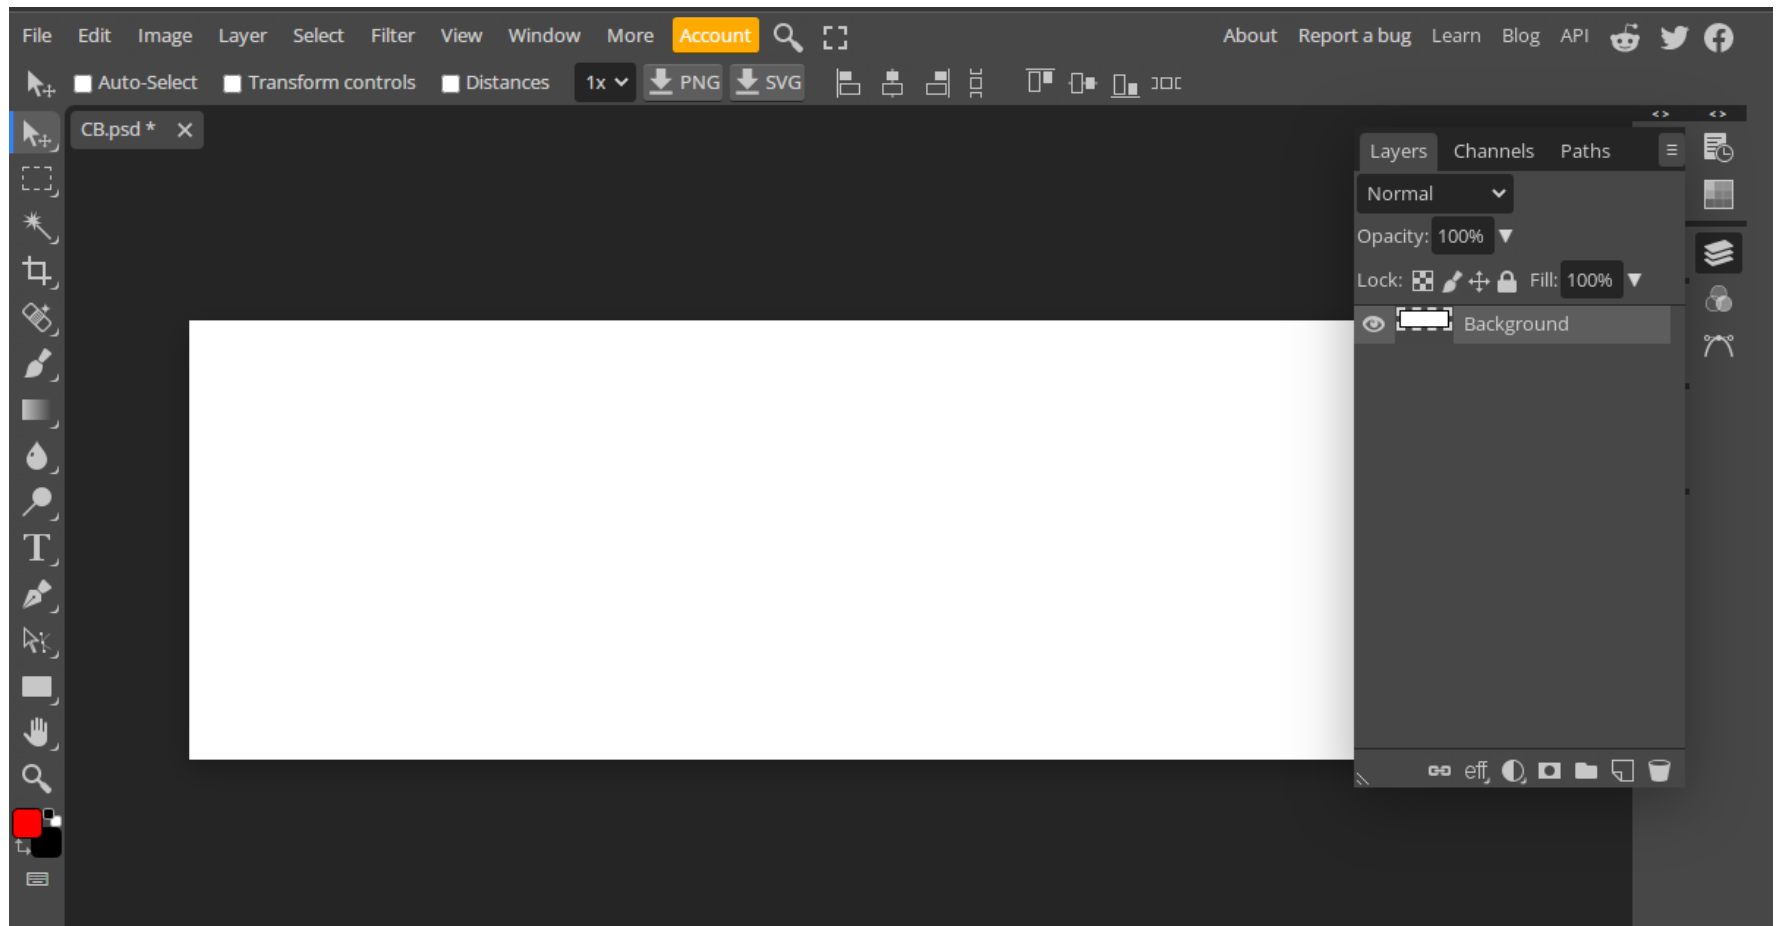 File Edit Image Layer Select Filter View Window More Account About Report a bug Learn Blog API
Auto-Select Transform controls Distances 1x PNG SVG
CB.psd *
Layers Channels Paths
Normal
Opacity: 100%
Lock: Fill: 100%
Background
eff